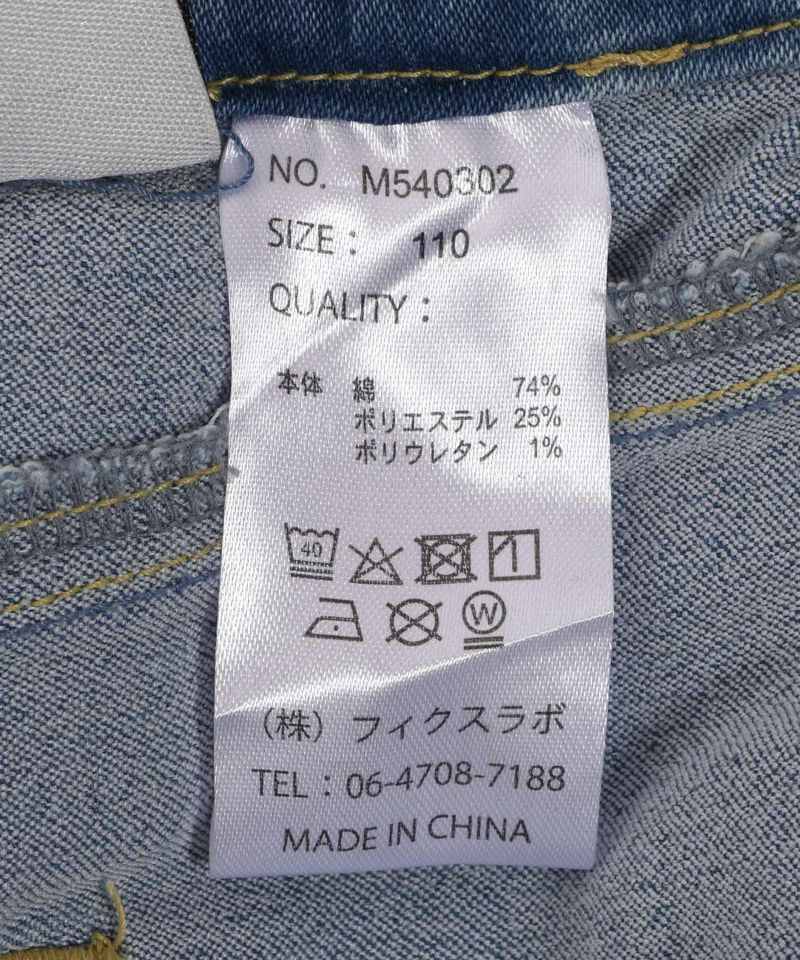 NO. M540302
SIZE : 110
QUALITY :
本体 綿 74%
ポリエステル 25%
ポリウレタン 1%
40
W
(株) フィクスラボ
TEL : 06-4708-7188
MADE IN CHINA